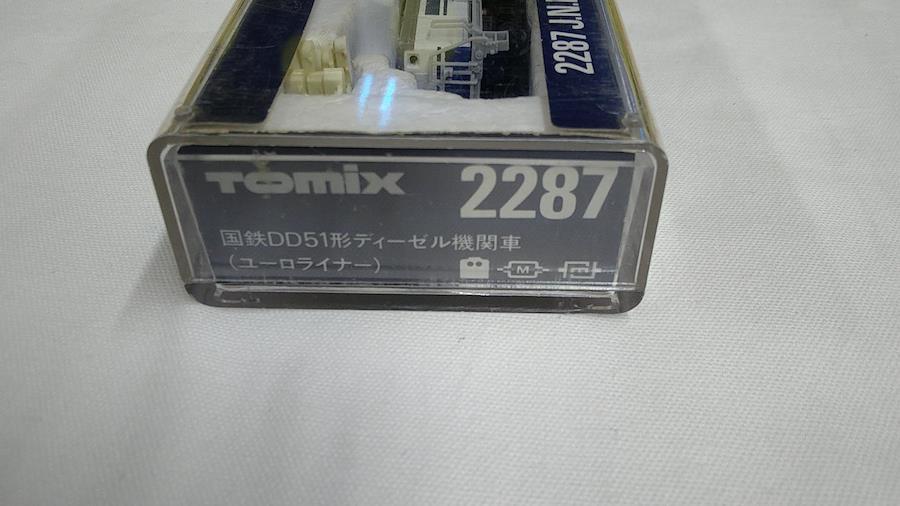 2287 J.N.
TOMIX 2287
国鉄DD51形ディーゼル機関車
(ユーロライナー)
M